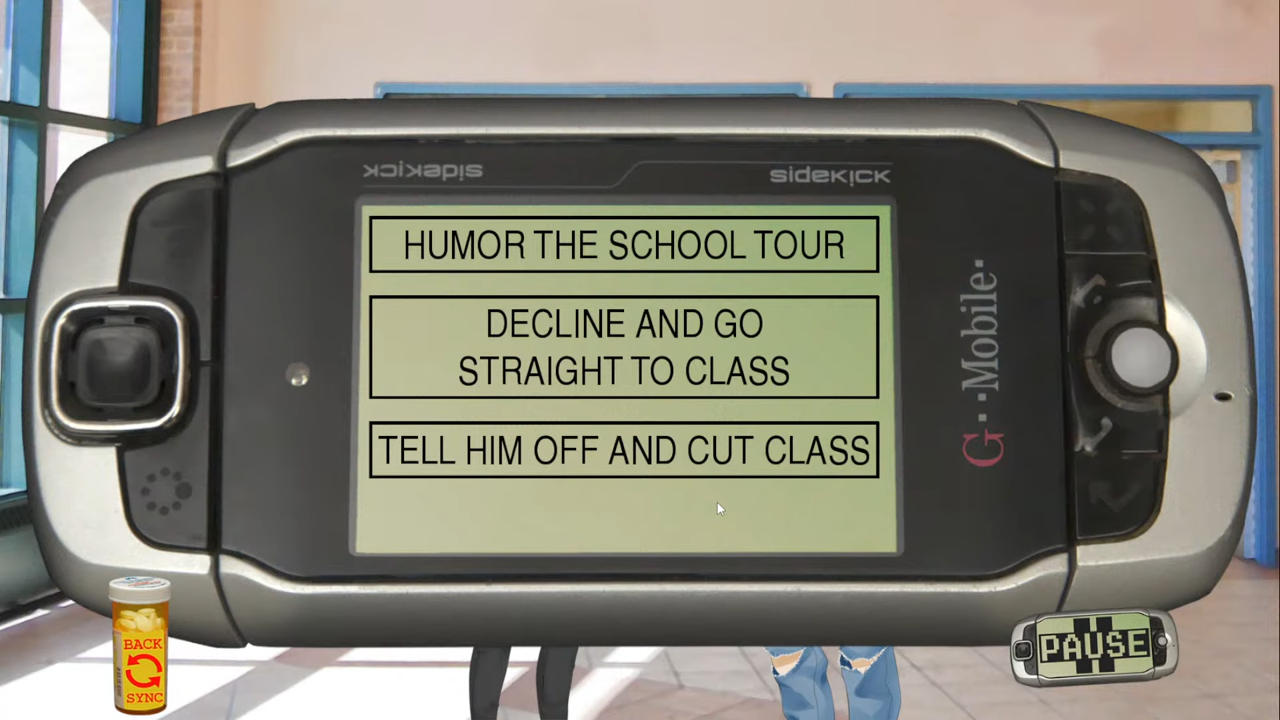 sidekick
sidekick
HUMOR THE SCHOOL TOUR
DECLINE AND GO
STRAIGHT TO CLASS
TELL HIM OFF AND CUT CLASS
G··Mobile·
BACK
SYNC
PAUSE